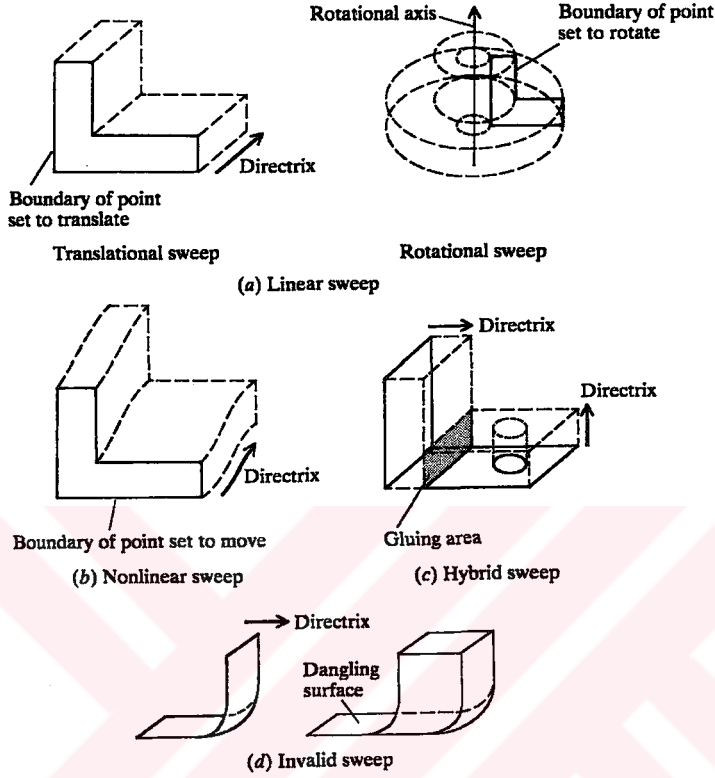 Rotational axis
Boundary of point
set to rotate
Directrix
Boundary of point
set to translate
Translational sweep
Rotational sweep
(a) Linear sweep
Directrix
Directrix
Directrix
Boundary of point set to move
Gluing area
(b) Nonlinear sweep
(c) Hybrid sweep
Directrix
Dangling
surface
(d) Invalid sweep